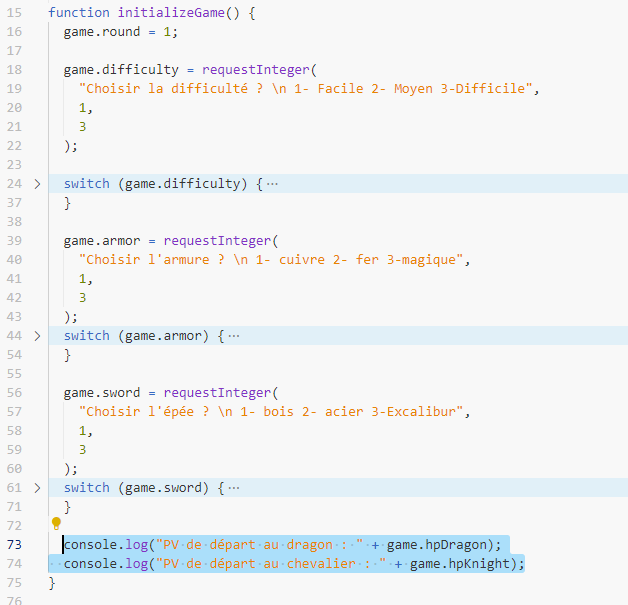 15 function initializeGame() {
16 game.round = 1;
17
18 game.difficulty = requestInteger(
19 "Choisir la difficulté ? \n 1- Facile 2- Moyen 3-Difficile",
20 1,
21 3
22 );
23
24 switch (game.difficulty) {···
37 }
38
39 game.armor = requestInteger(
40 "Choisir l'armure ? \n 1- cuivre 2- fer 3-magique",
41 1,
42 3
43 );
44 switch (game.armor) {···
54 }
55
56 game.sword = requestInteger(
57 "Choisir l'épée ? \n 1- bois 2- acier 3-Excalibur",
58 1,
59 3
60 );
61 switch (game.sword) {···
71 }
72
73 console.log("PV·de·départ·au·dragon·:·"·+·game.hpDragon);
74 ··console.log("PV·de·départ·au·chevalier·:·"·+·game.hpKnight);
75 }
76